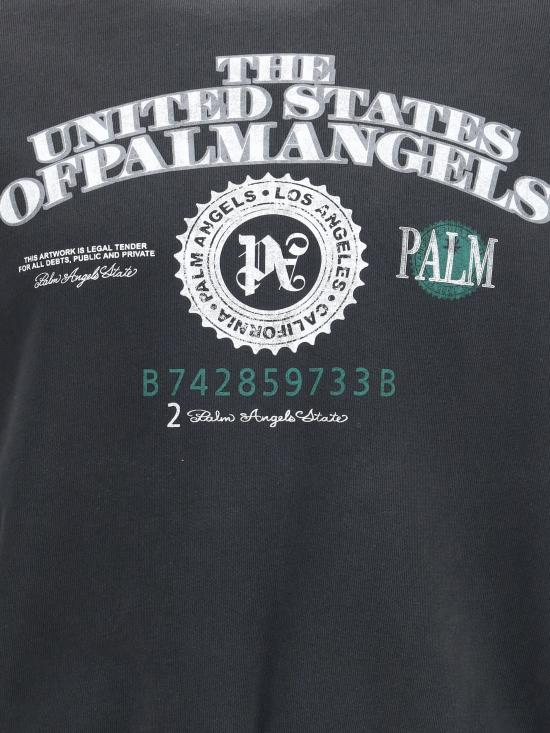 THE
UNITED STATES
OFPALMANGELS
PALM ANGELS • LOS ANGELES • CALIFORNIA •
PA
THIS ARTWORK IS LEGAL TENDER
FOR ALL DEBTS, PUBLIC AND PRIVATE
Palm Angels State
PALM
B742859733B
2 Palm Angels State